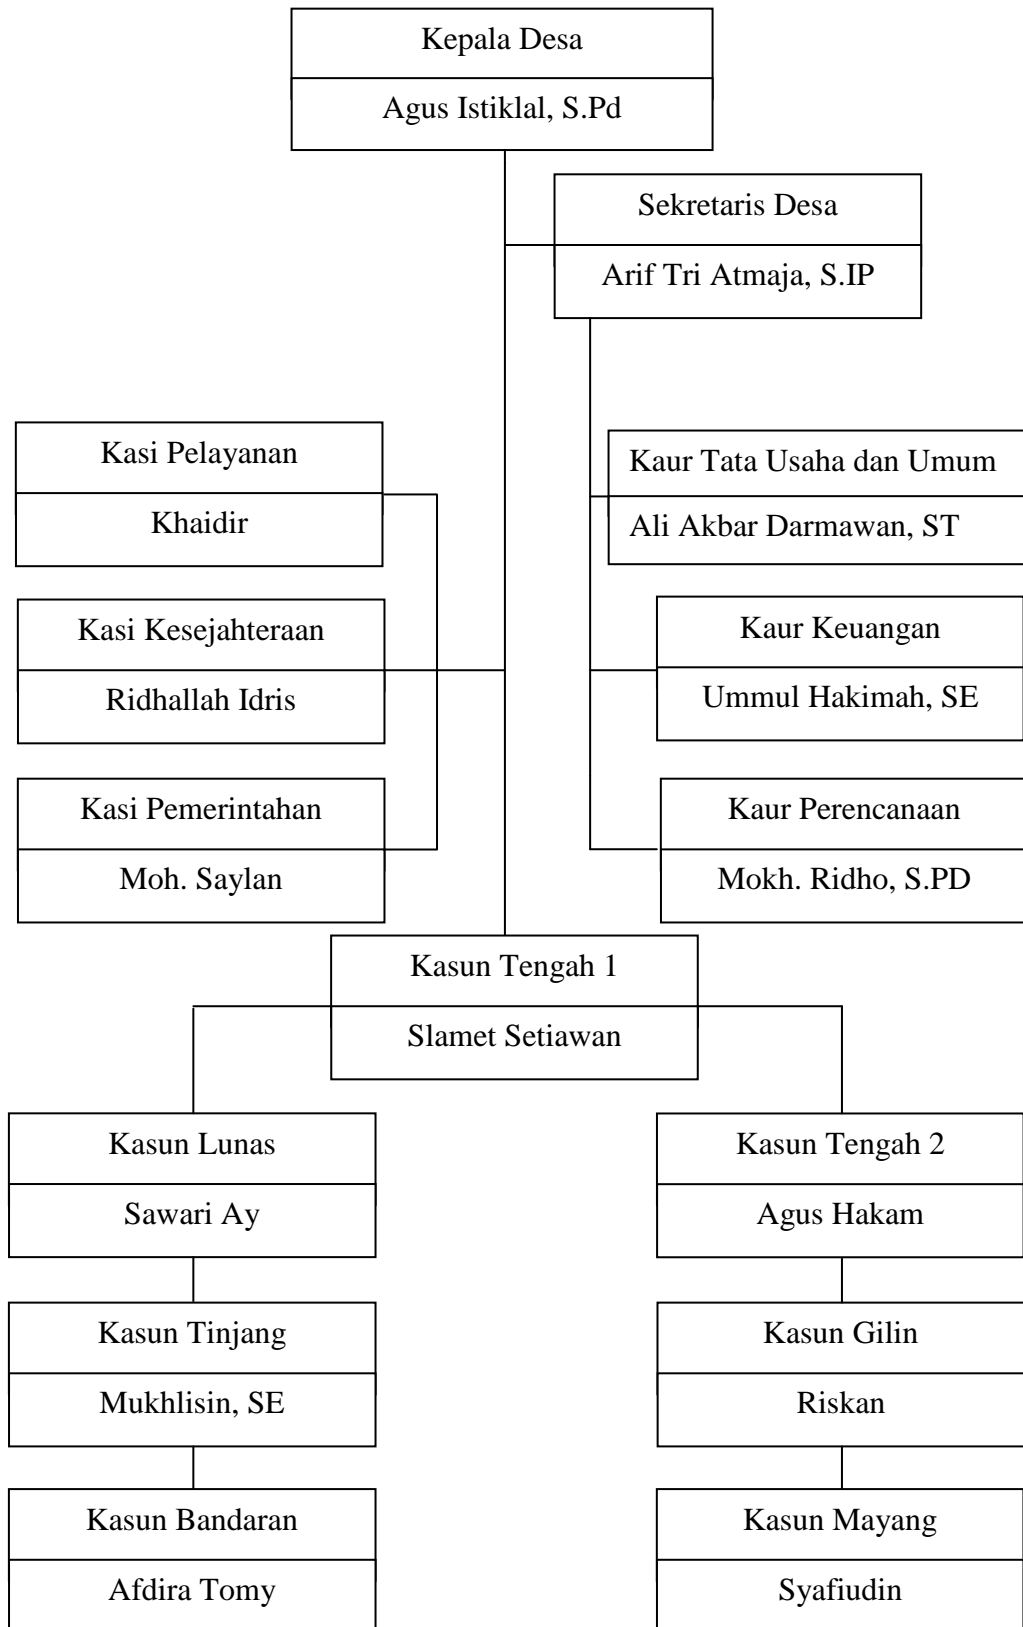 Kepala Desa
Agus Istiklal, S.Pd
Sekretaris Desa
Arif Tri Atmaja, S.IP
Kasi Pelayanan
Khaidir
Kaur Tata Usaha dan Umum
Ali Akbar Darmawan, ST
Kasi Kesejahteraan
Ridhallah Idris
Kaur Keuangan
Ummul Hakimah, SE
Kasi Pemerintahan
Moh. Saylan
Kaur Perencanaan
Mokh. Ridho, S.PD
Kasun Tengah 1
Slamet Setiawan
Kasun Lunas
Sawari Ay
Kasun Tengah 2
Agus Hakam
Kasun Tinjang
Mukhlisin, SE
Kasun Gilin
Riskan
Kasun Bandaran
Afdira Tomy
Kasun Mayang
Syafiudin